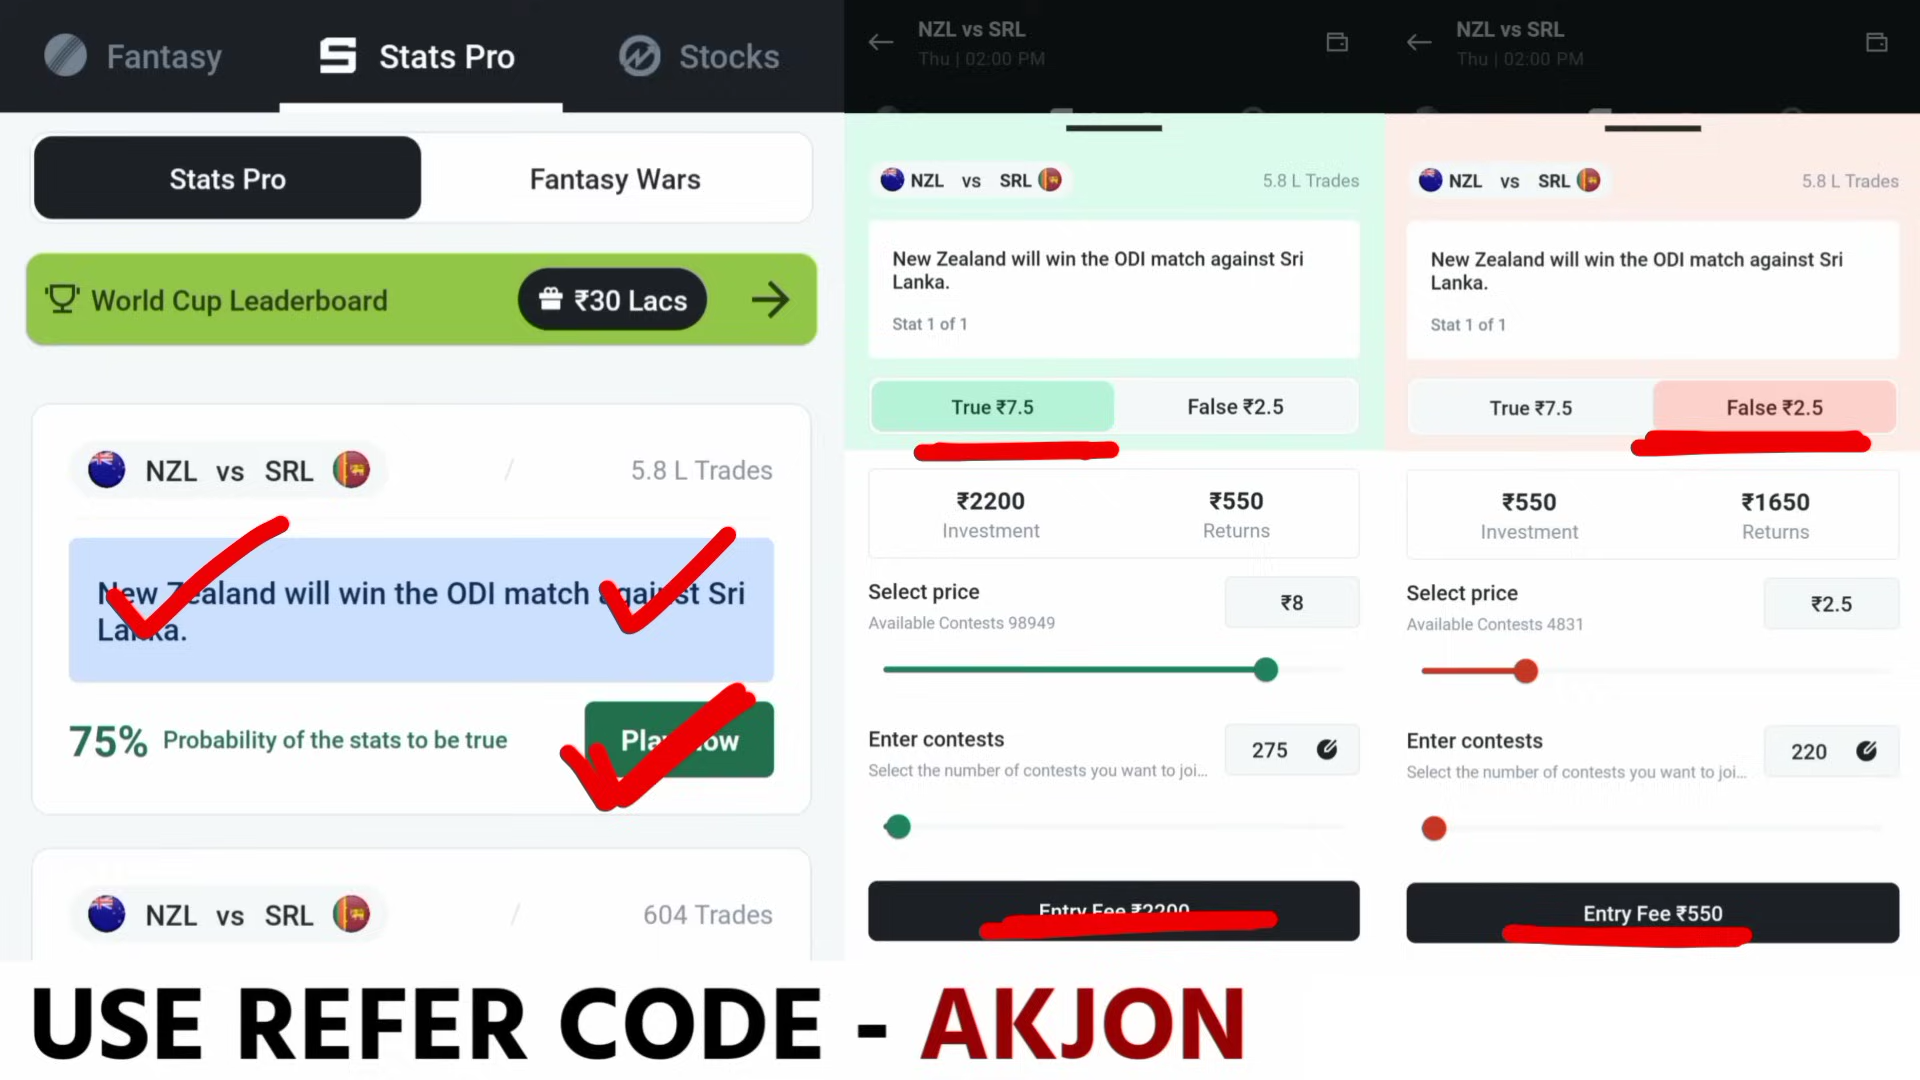 Fantasy
Stats Pro
Stocks
Stats Pro
Fantasy Wars
World Cup Leaderboard
₹30 Lacs
NZL vs SRL
5.8 L Trades
New Zealand will win the ODI match against Sri
Lanka.
75% Probability of the stats to be true
Play Now
NZL vs SRL
604 Trades
NZL vs SRL
Thu | 02:00 PM
NZL vs SRL
5.8 L Trades
New Zealand will win the ODI match against Sri
Lanka.
Stat 1 of 1
True ₹7.5
False ₹2.5
₹2200
Investment
₹550
Returns
Select price
Available Contests 98949
₹8
Enter contests
Select the number of contests you want to joi...
275
Entry Fee ₹2200
NZL vs SRL
Thu | 02:00 PM
NZL vs SRL
5.8 L Trades
New Zealand will win the ODI match against Sri
Lanka.
Stat 1 of 1
True ₹7.5
False ₹2.5
₹550
Investment
₹1650
Returns
Select price
Available Contests 4831
₹2.5
Enter contests
Select the number of contests you want to joi...
220
Entry Fee ₹550
USE REFER CODE - AKJON